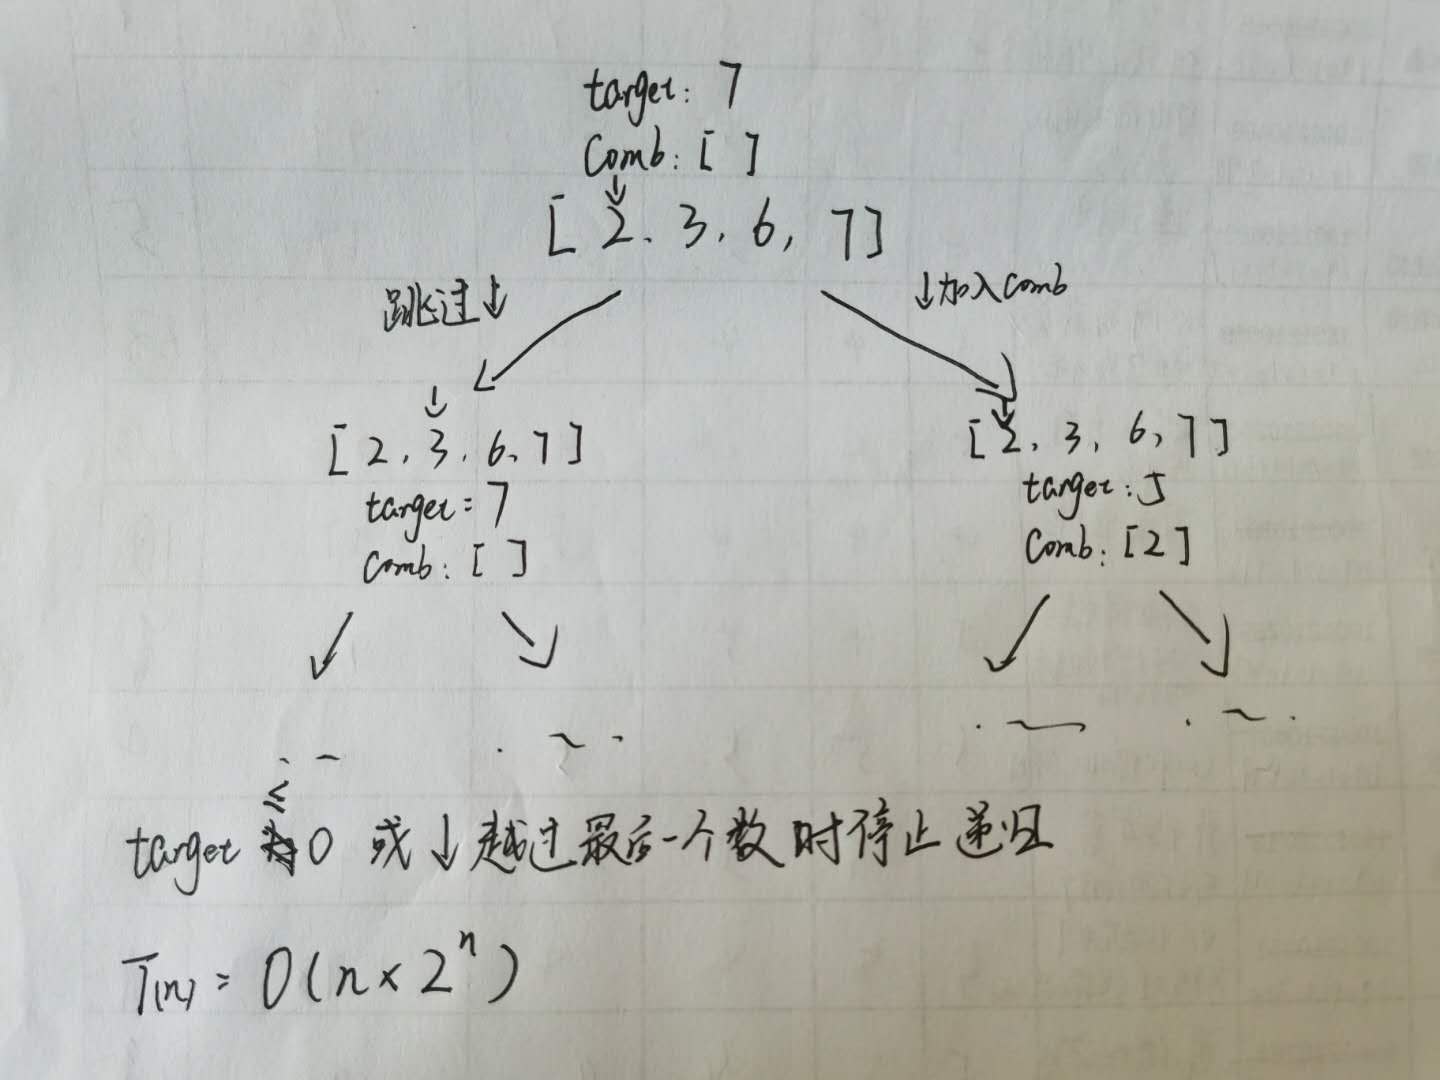 target: 7
Comb: [ ]
↓
[ 2, 3, 6, 7 ]
跳过↓
↓加入comb
↓
[ 2, 3, 6, 7 ]
target = 7
Comb: [ ]
↓
[ 2, 3, 6, 7 ]
target: 5
Comb: [2]
≤
target 0 或↓越过最后一个数时停止递归
T(n) = O(n × 2^n)